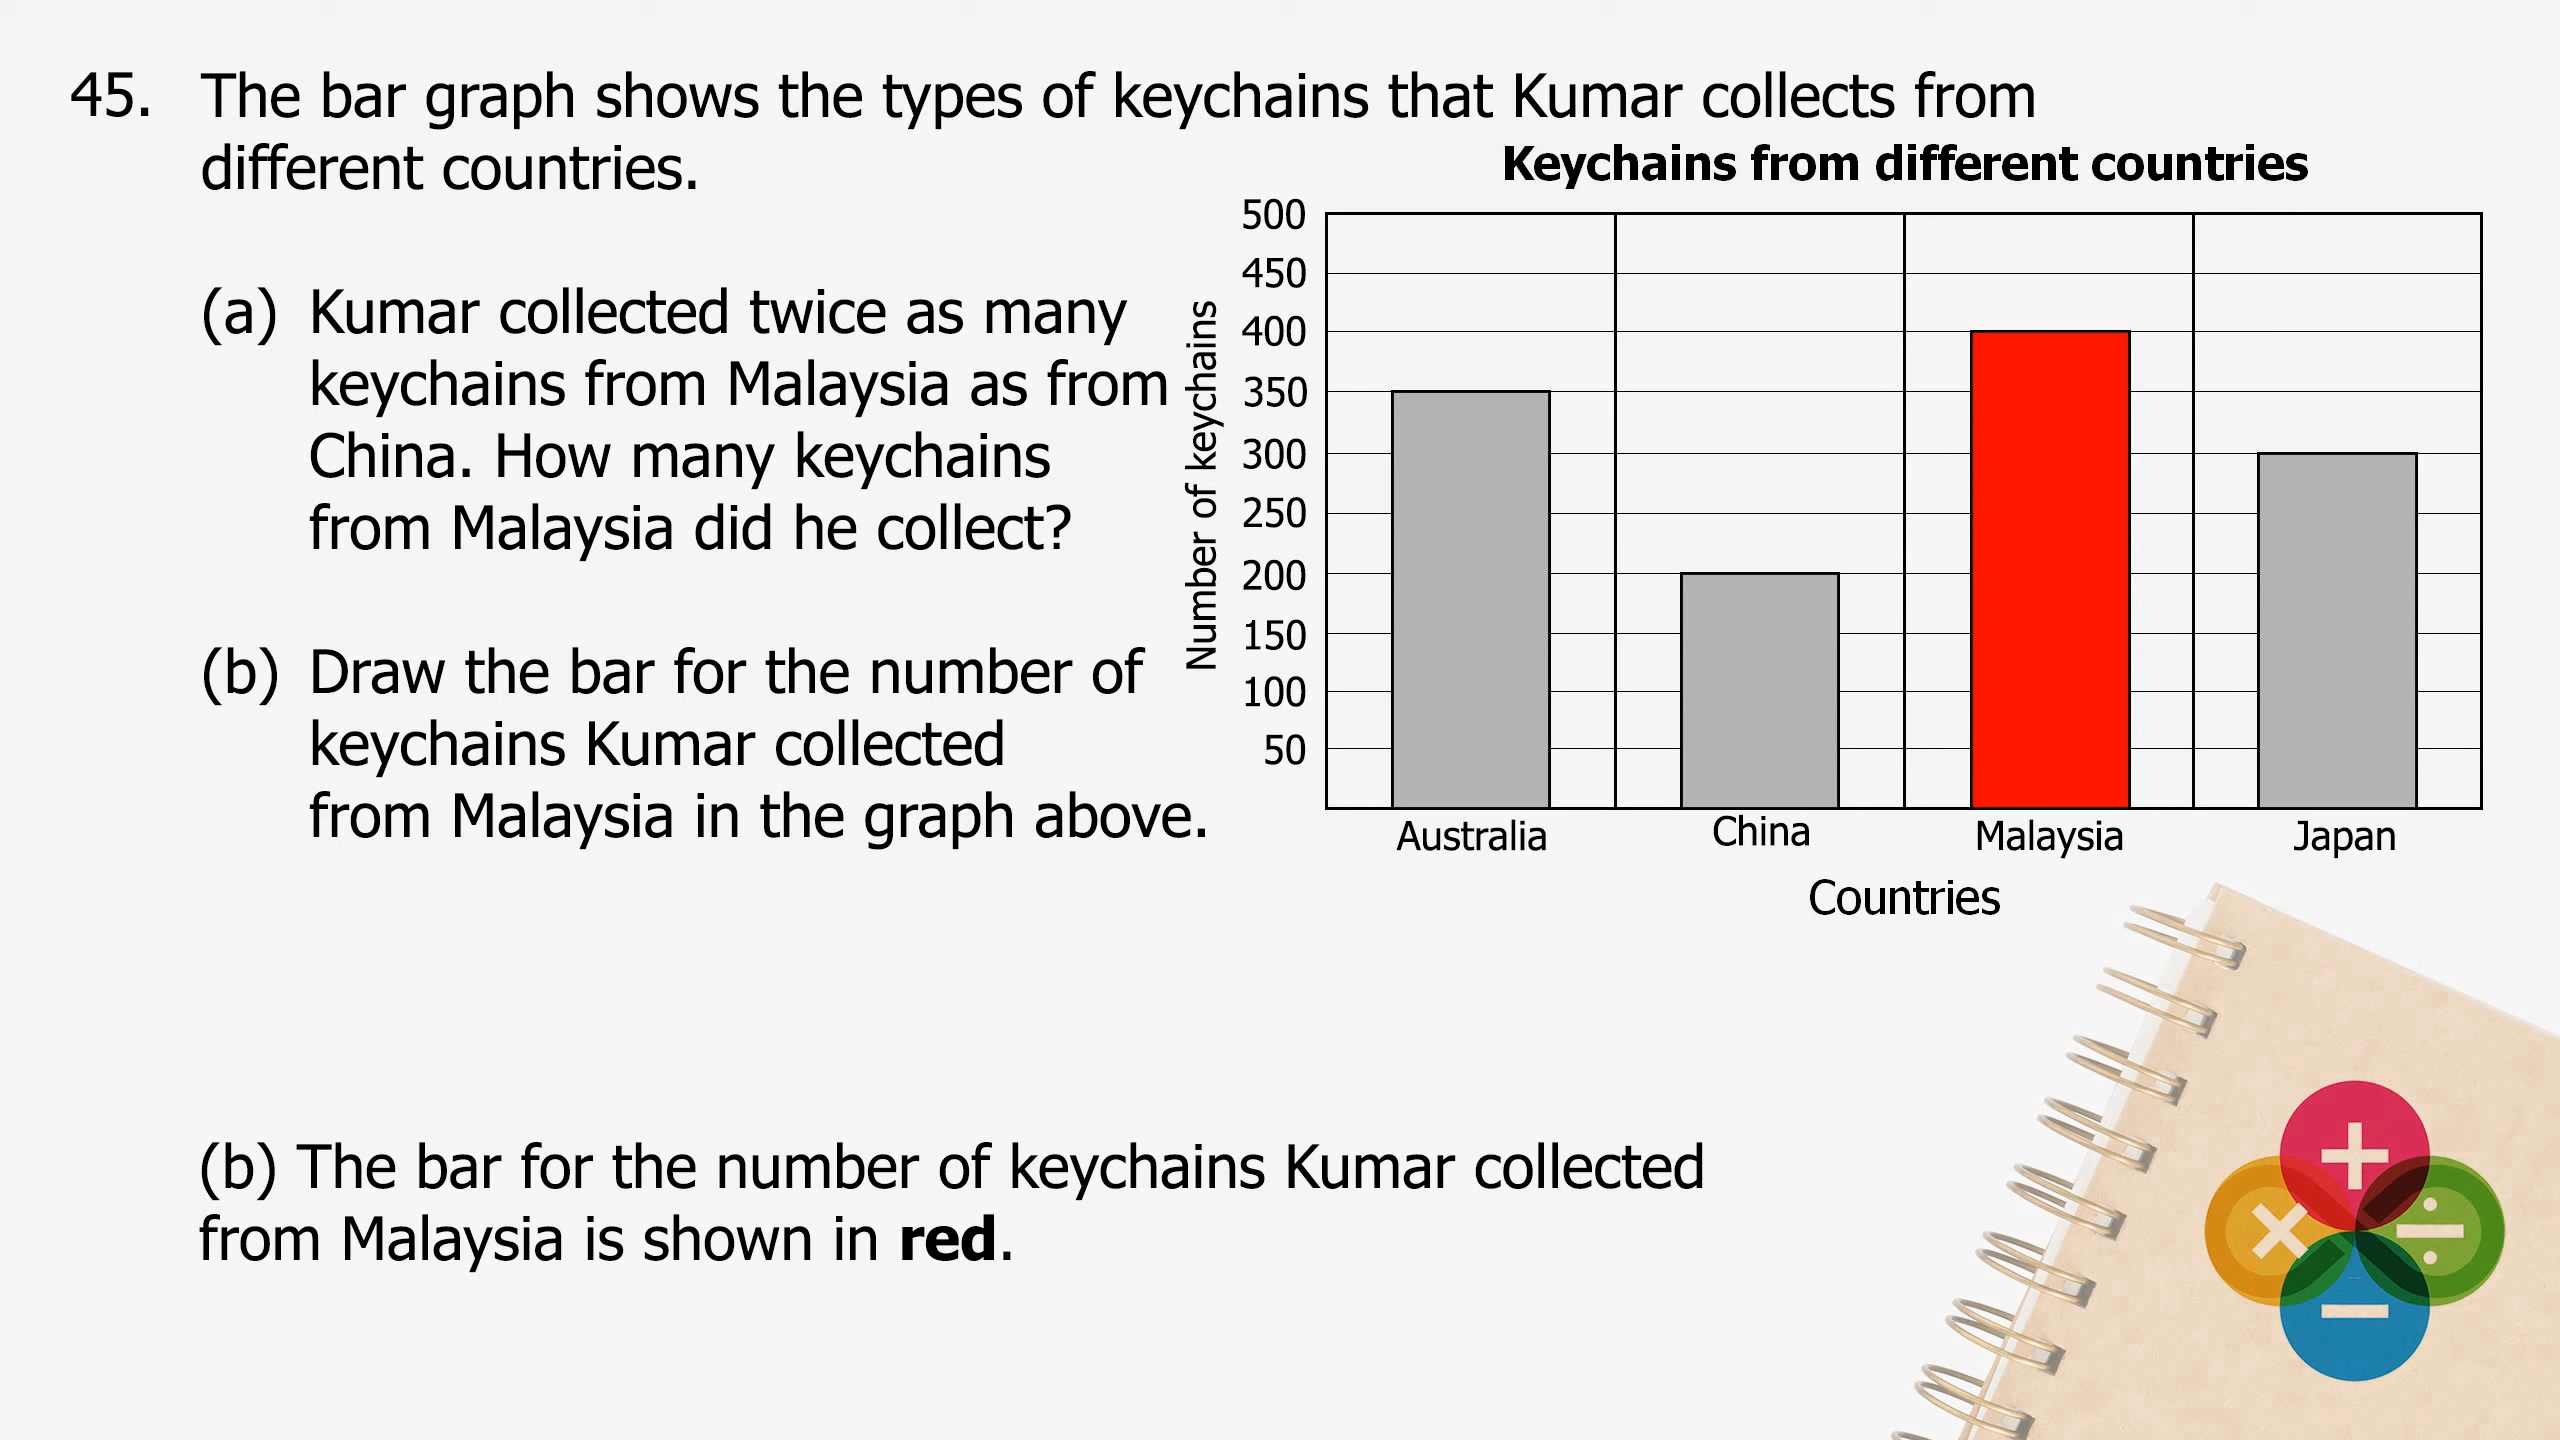 45. The bar graph shows the types of keychains that Kumar collects from
different countries.
(a) Kumar collected twice as many
keychains from Malaysia as from
China. How many keychains
from Malaysia did he collect?
(b) Draw the bar for the number of
keychains Kumar collected
from Malaysia in the graph above.
Keychains from different countries
Number of keychains
500
450
400
350
300
250
200
150
100
50
Australia China Malaysia Japan
Countries
(b) The bar for the number of keychains Kumar collected
from Malaysia is shown in red.
+
× ÷
−